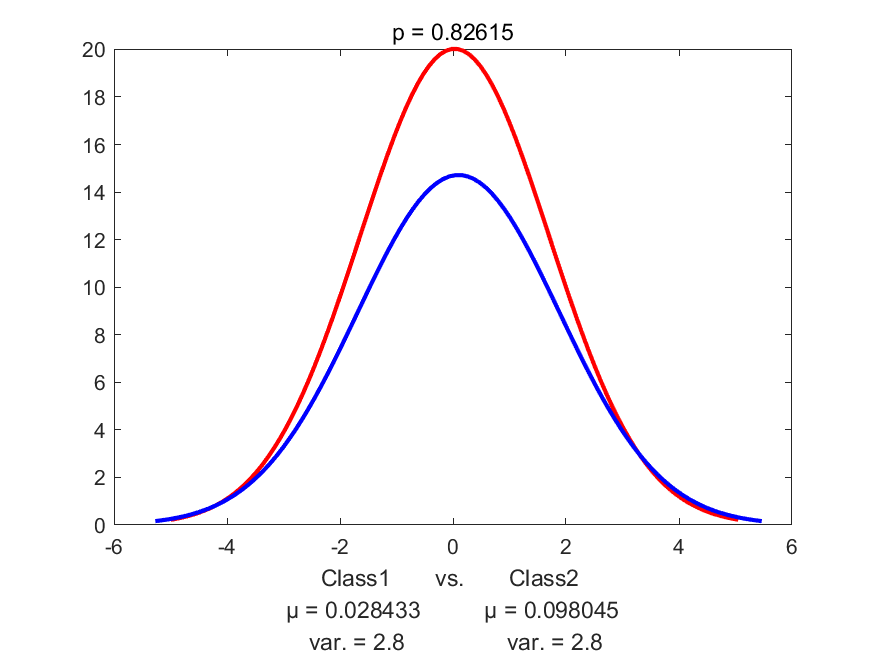 p = 0.82615
20
18
16
14
12
10
8
6
4
2
0
-6 -4 -2 0 2 4 6
Class1 vs. Class2
μ = 0.028433 μ = 0.098045
var. = 2.8 var. = 2.8